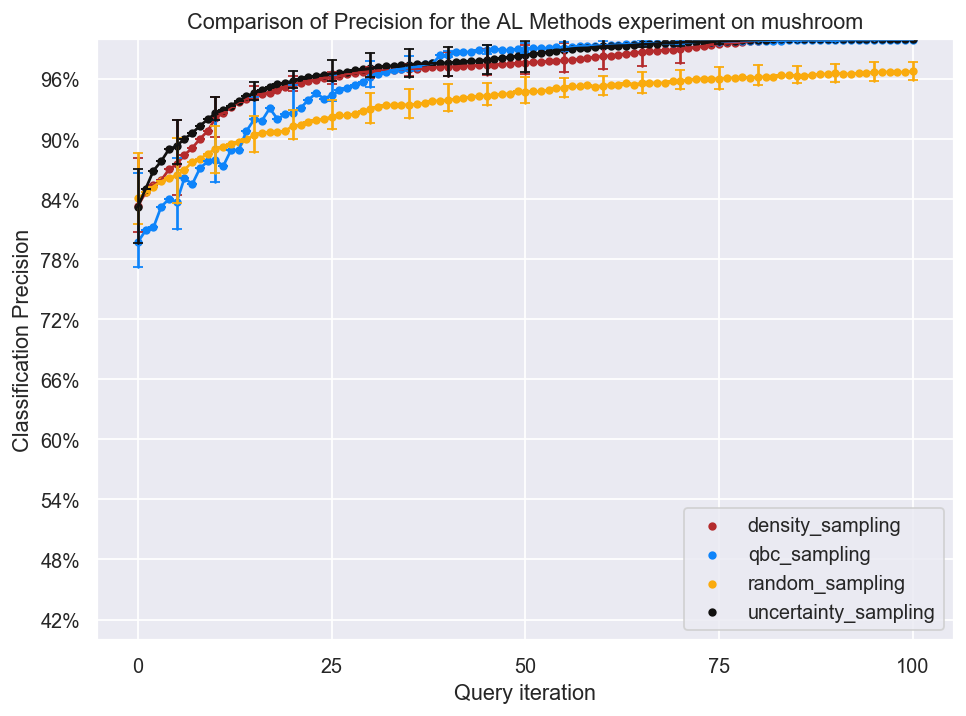 Comparison of Precision for the AL Methods experiment on mushroom
Classification Precision
96%
90%
84%
78%
72%
66%
60%
54%
48%
42%
density_sampling
qbc_sampling
random_sampling
uncertainty_sampling
0 25 50 75 100
Query iteration